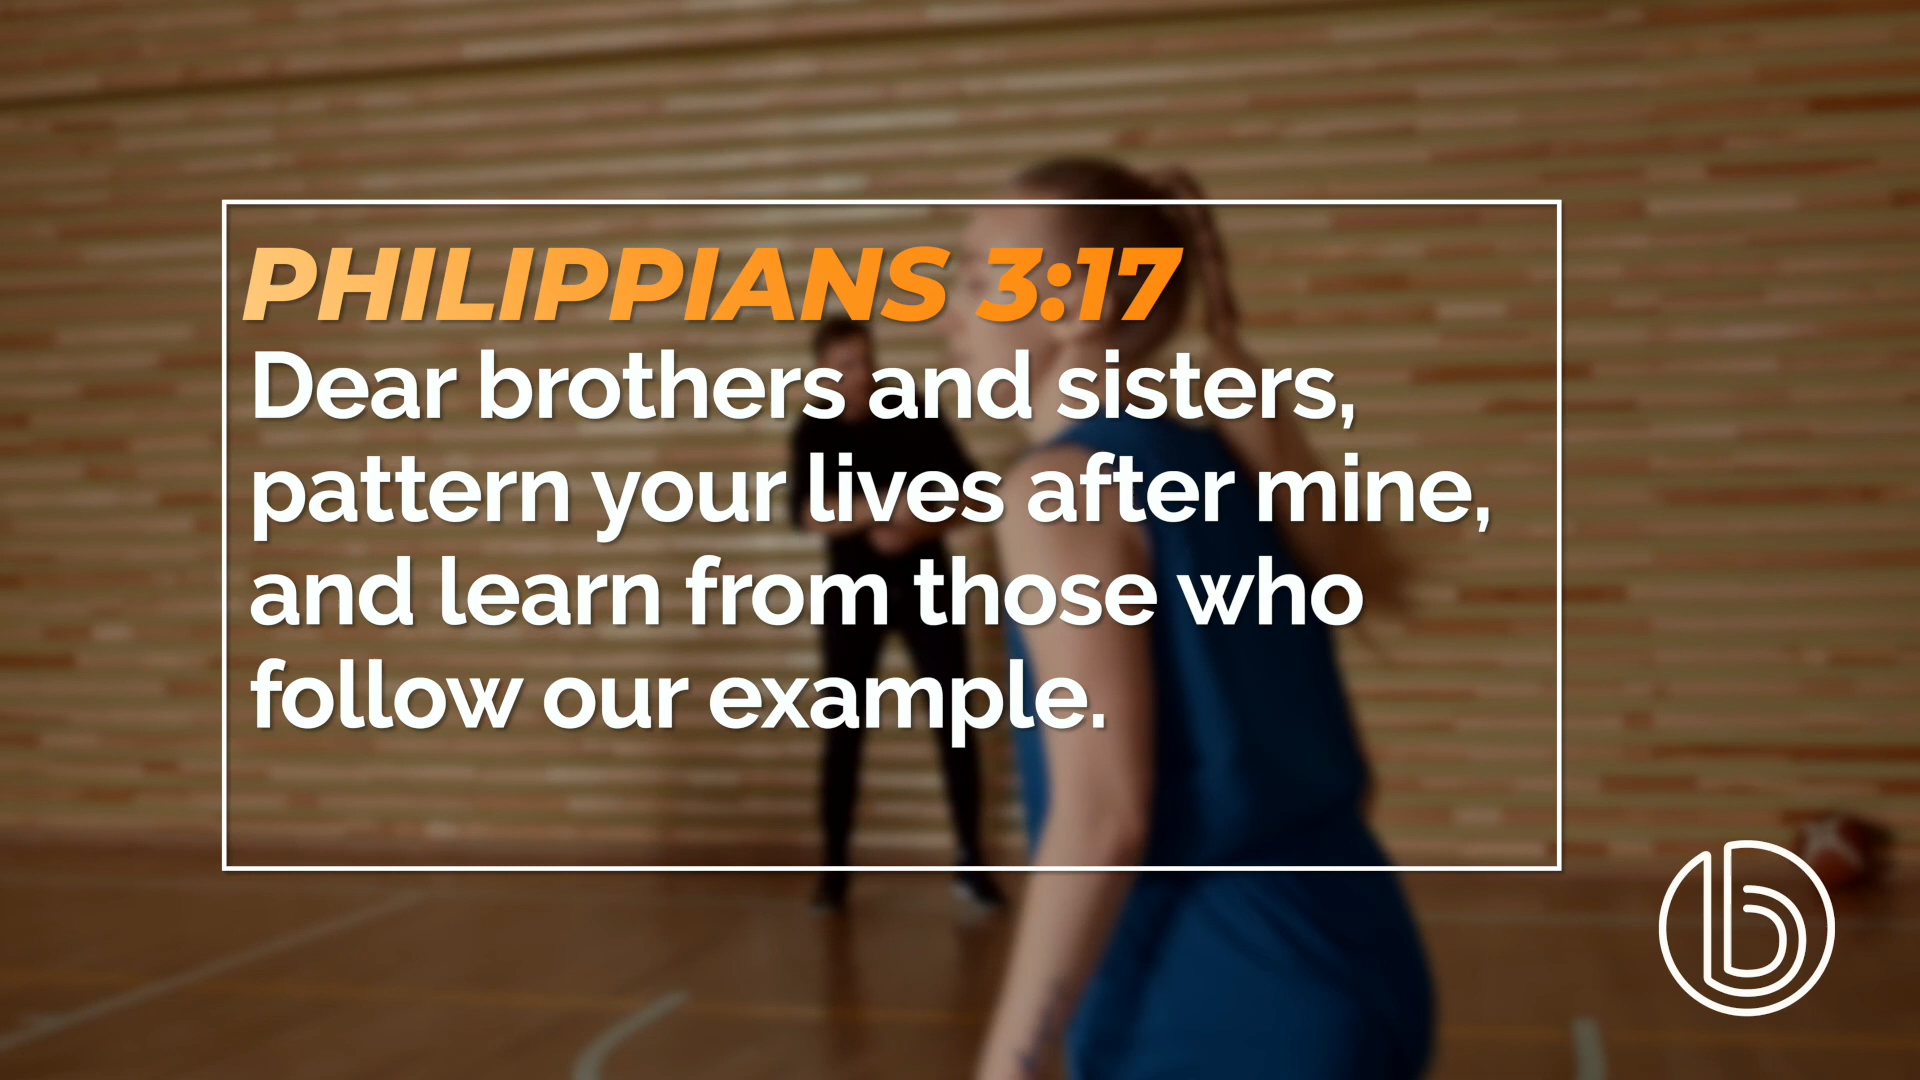 PHILIPPIANS 3:17
Dear brothers and sisters,
pattern your lives after mine,
and learn from those who
follow our example.